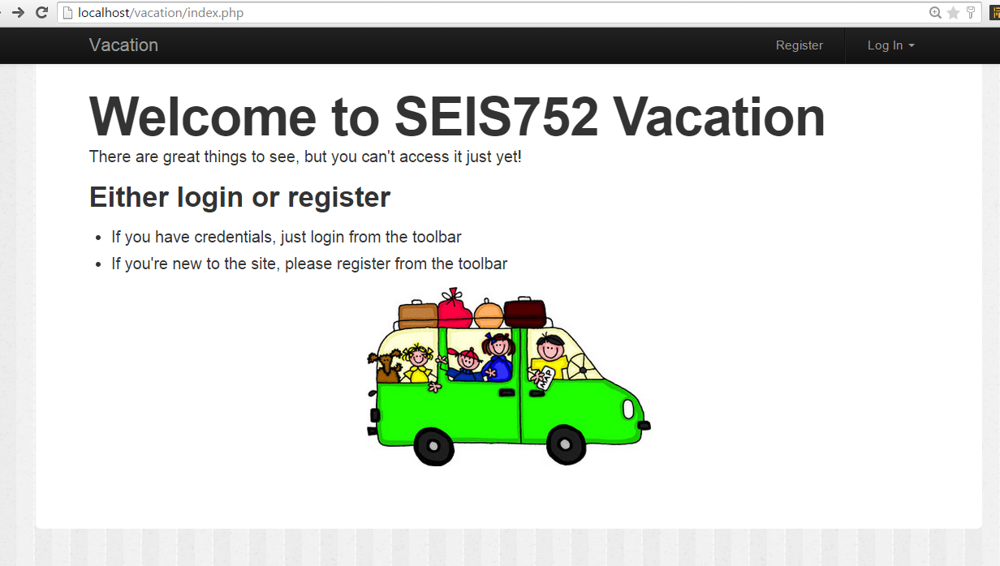 localhost/vacation/index.php
Vacation Register Log In
Welcome to SEIS752 Vacation
There are great things to see, but you can't access it just yet!
Either login or register
If you have credentials, just login from the toolbar
If you're new to the site, please register from the toolbar
MAP